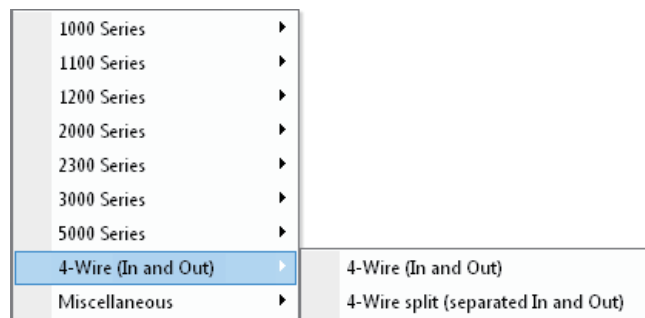 1000 Series
1100 Series
1200 Series
2000 Series
2300 Series
3000 Series
5000 Series
4-Wire (In and Out)
Miscellaneous
4-Wire (In and Out)
4-Wire split (separated In and Out)